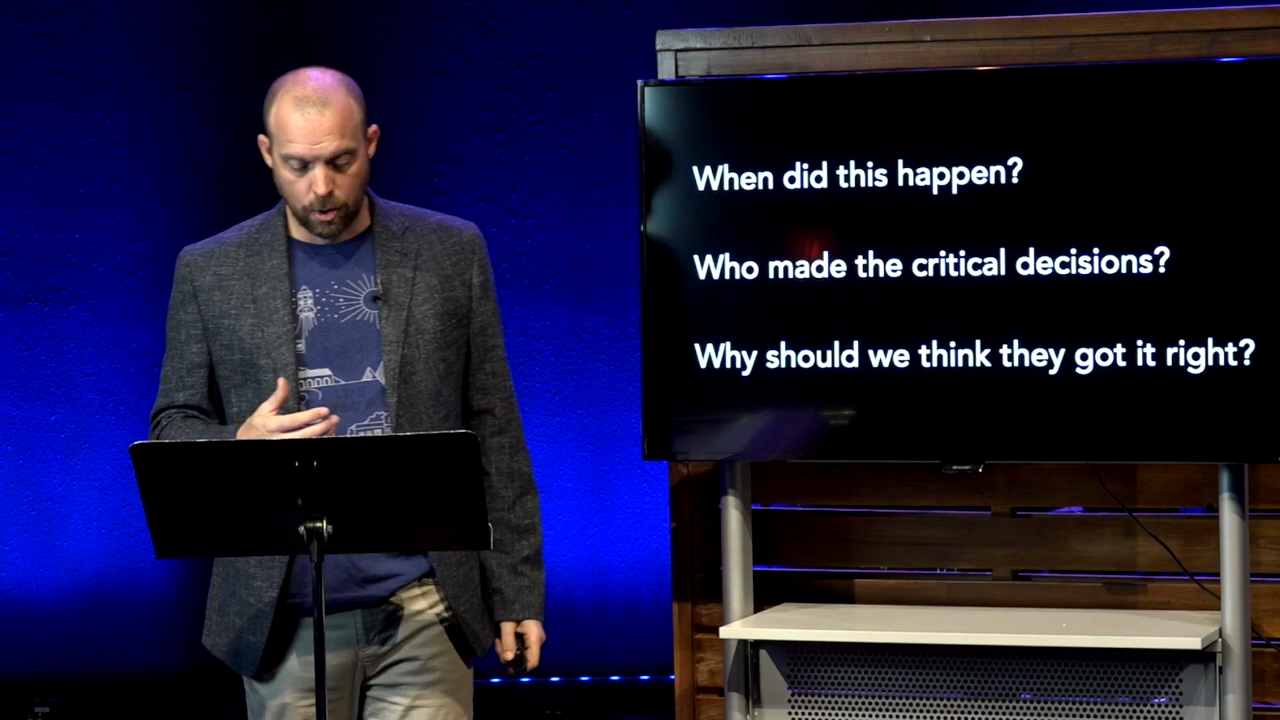 When did this happen?
Who made the critical decisions?
Why should we think they got it right?